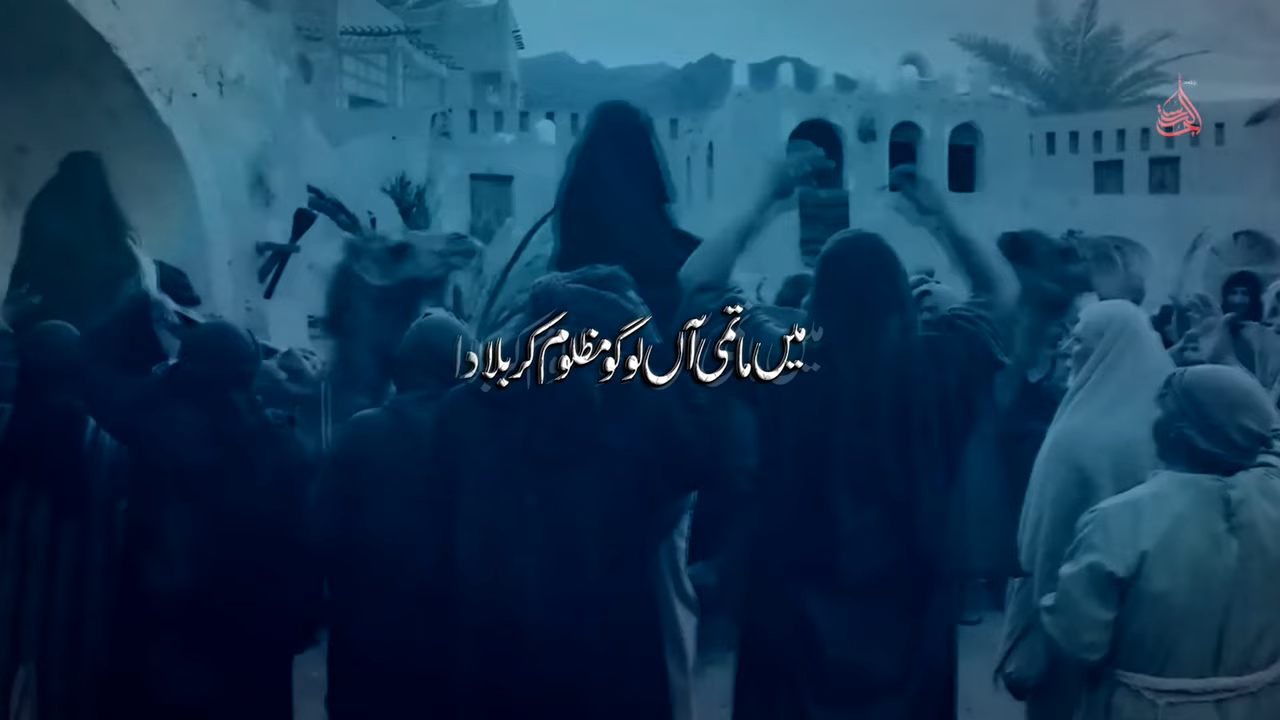 میں ماتمی آں لوگو مظلوم کربلا دا